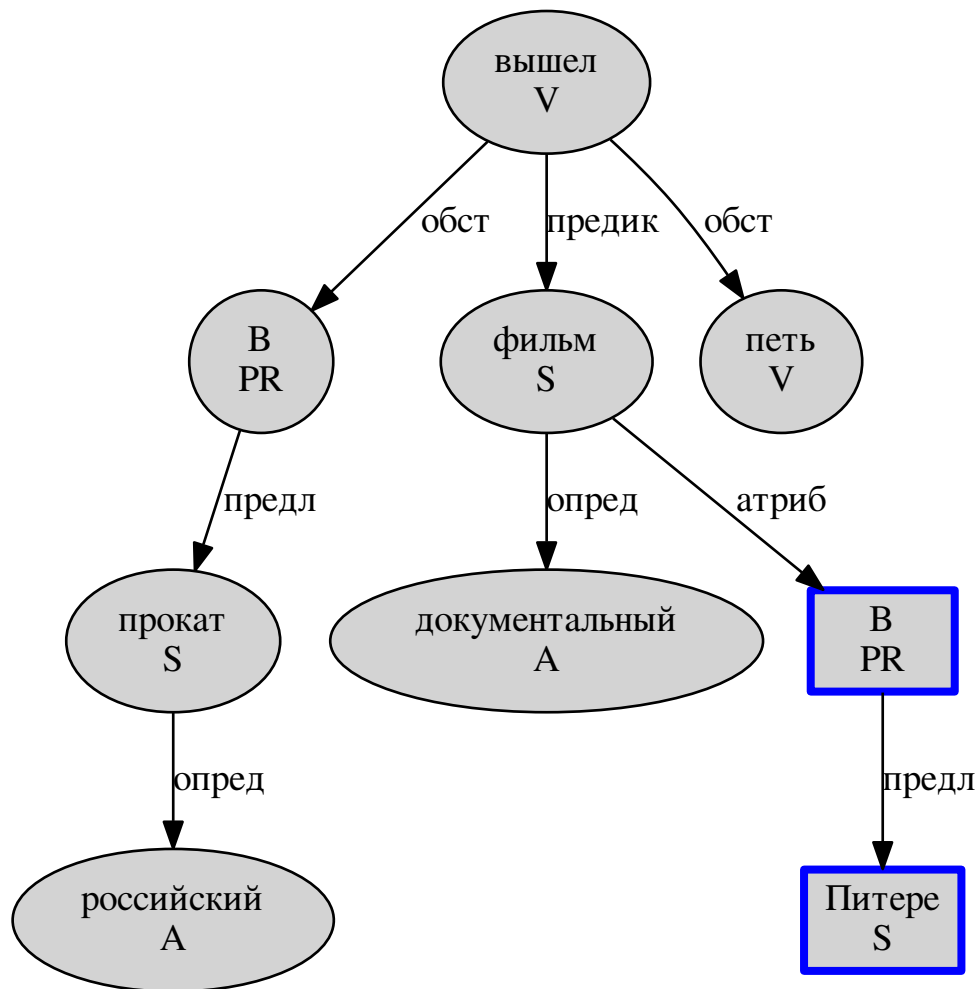 вышел
V
обст
предик
обст
В
PR
фильм
S
петь
V
предл
опред
атриб
прокат
S
документальный
A
В
PR
опред
предл
российский
A
Питере
S